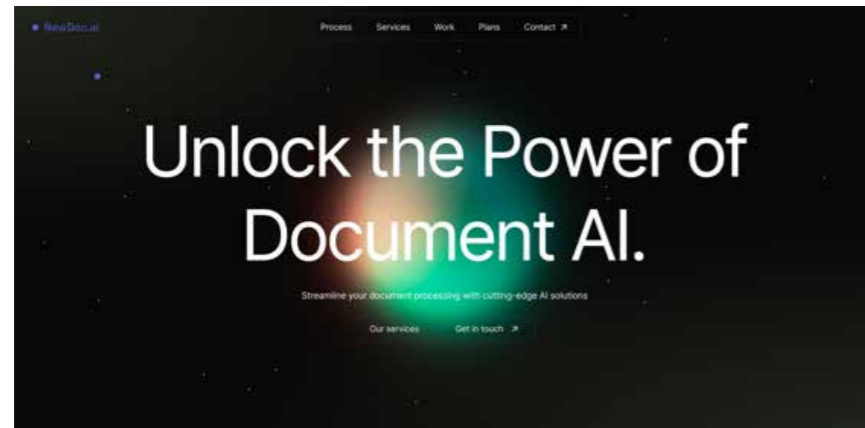 NewDoc.ai
Process Services Work Plans Contact
Unlock the Power of
Document AI.
Streamline your document processing with cutting-edge AI solutions
Our services Get in touch